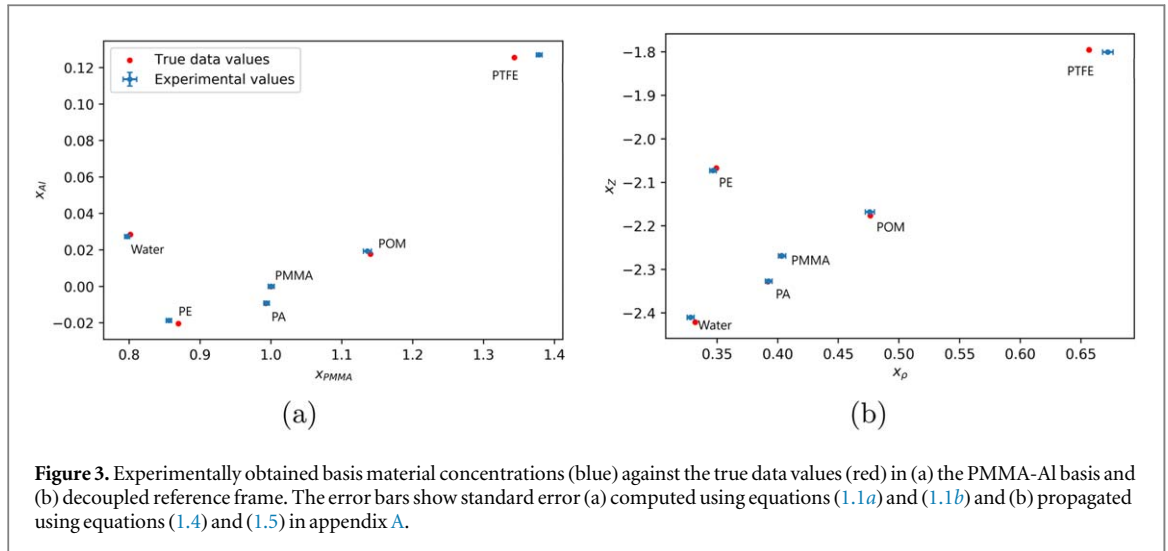 True data values
Experimental values
PTFE
0.12
0.10
0.08
0.06
0.04
0.02
0.00
−0.02
x_Al
Water
PE
PMMA
PA
POM
0.8 0.9 1.0 1.1 1.2 1.3 1.4
x_PMMA
(a)
−1.8
−1.9
−2.0
−2.1
−2.2
−2.3
−2.4
x_Z
PTFE
PE
POM
PMMA
PA
Water
0.35 0.40 0.45 0.50 0.55 0.60 0.65
x_ρ
(b)
Figure 3. Experimentally obtained basis material concentrations (blue) against the true data values (red) in (a) the PMMA-Al basis and
(b) decoupled reference frame. The error bars show standard error (a) computed using equations (1.1a) and (1.1b) and (b) propagated
using equations (1.4) and (1.5) in appendix A.